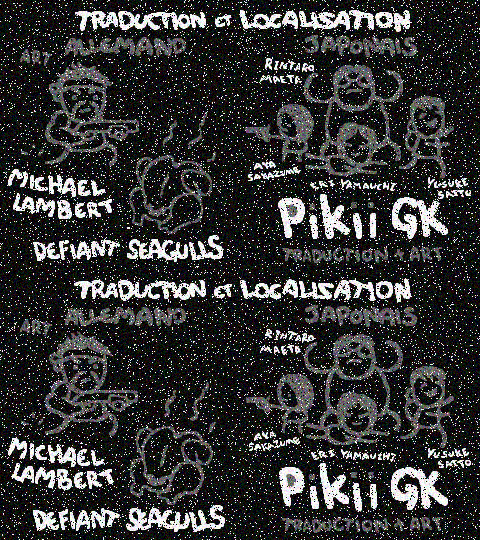 TRADUCTION ET LOCALISATION
ALLEMAND
JAPONAIS
ART
RINTARO
MAETA
MICHAEL
LAMBERT
AYA
ERI YAMAUCHI
YUSUKE
SAITO
Pikii GK
DEFIANT SEAGULLS
TRADUCTION + ART
TRADUCTION ET LOCALISATION
ALLEMAND
JAPONAIS
ART
RINTARO
MAETA
MICHAEL
LAMBERT
AYA
ERI YAMAUCHI
YUSUKE
SAITO
Pikii GK
DEFIANT SEAGULLS
TRADUCTION + ART